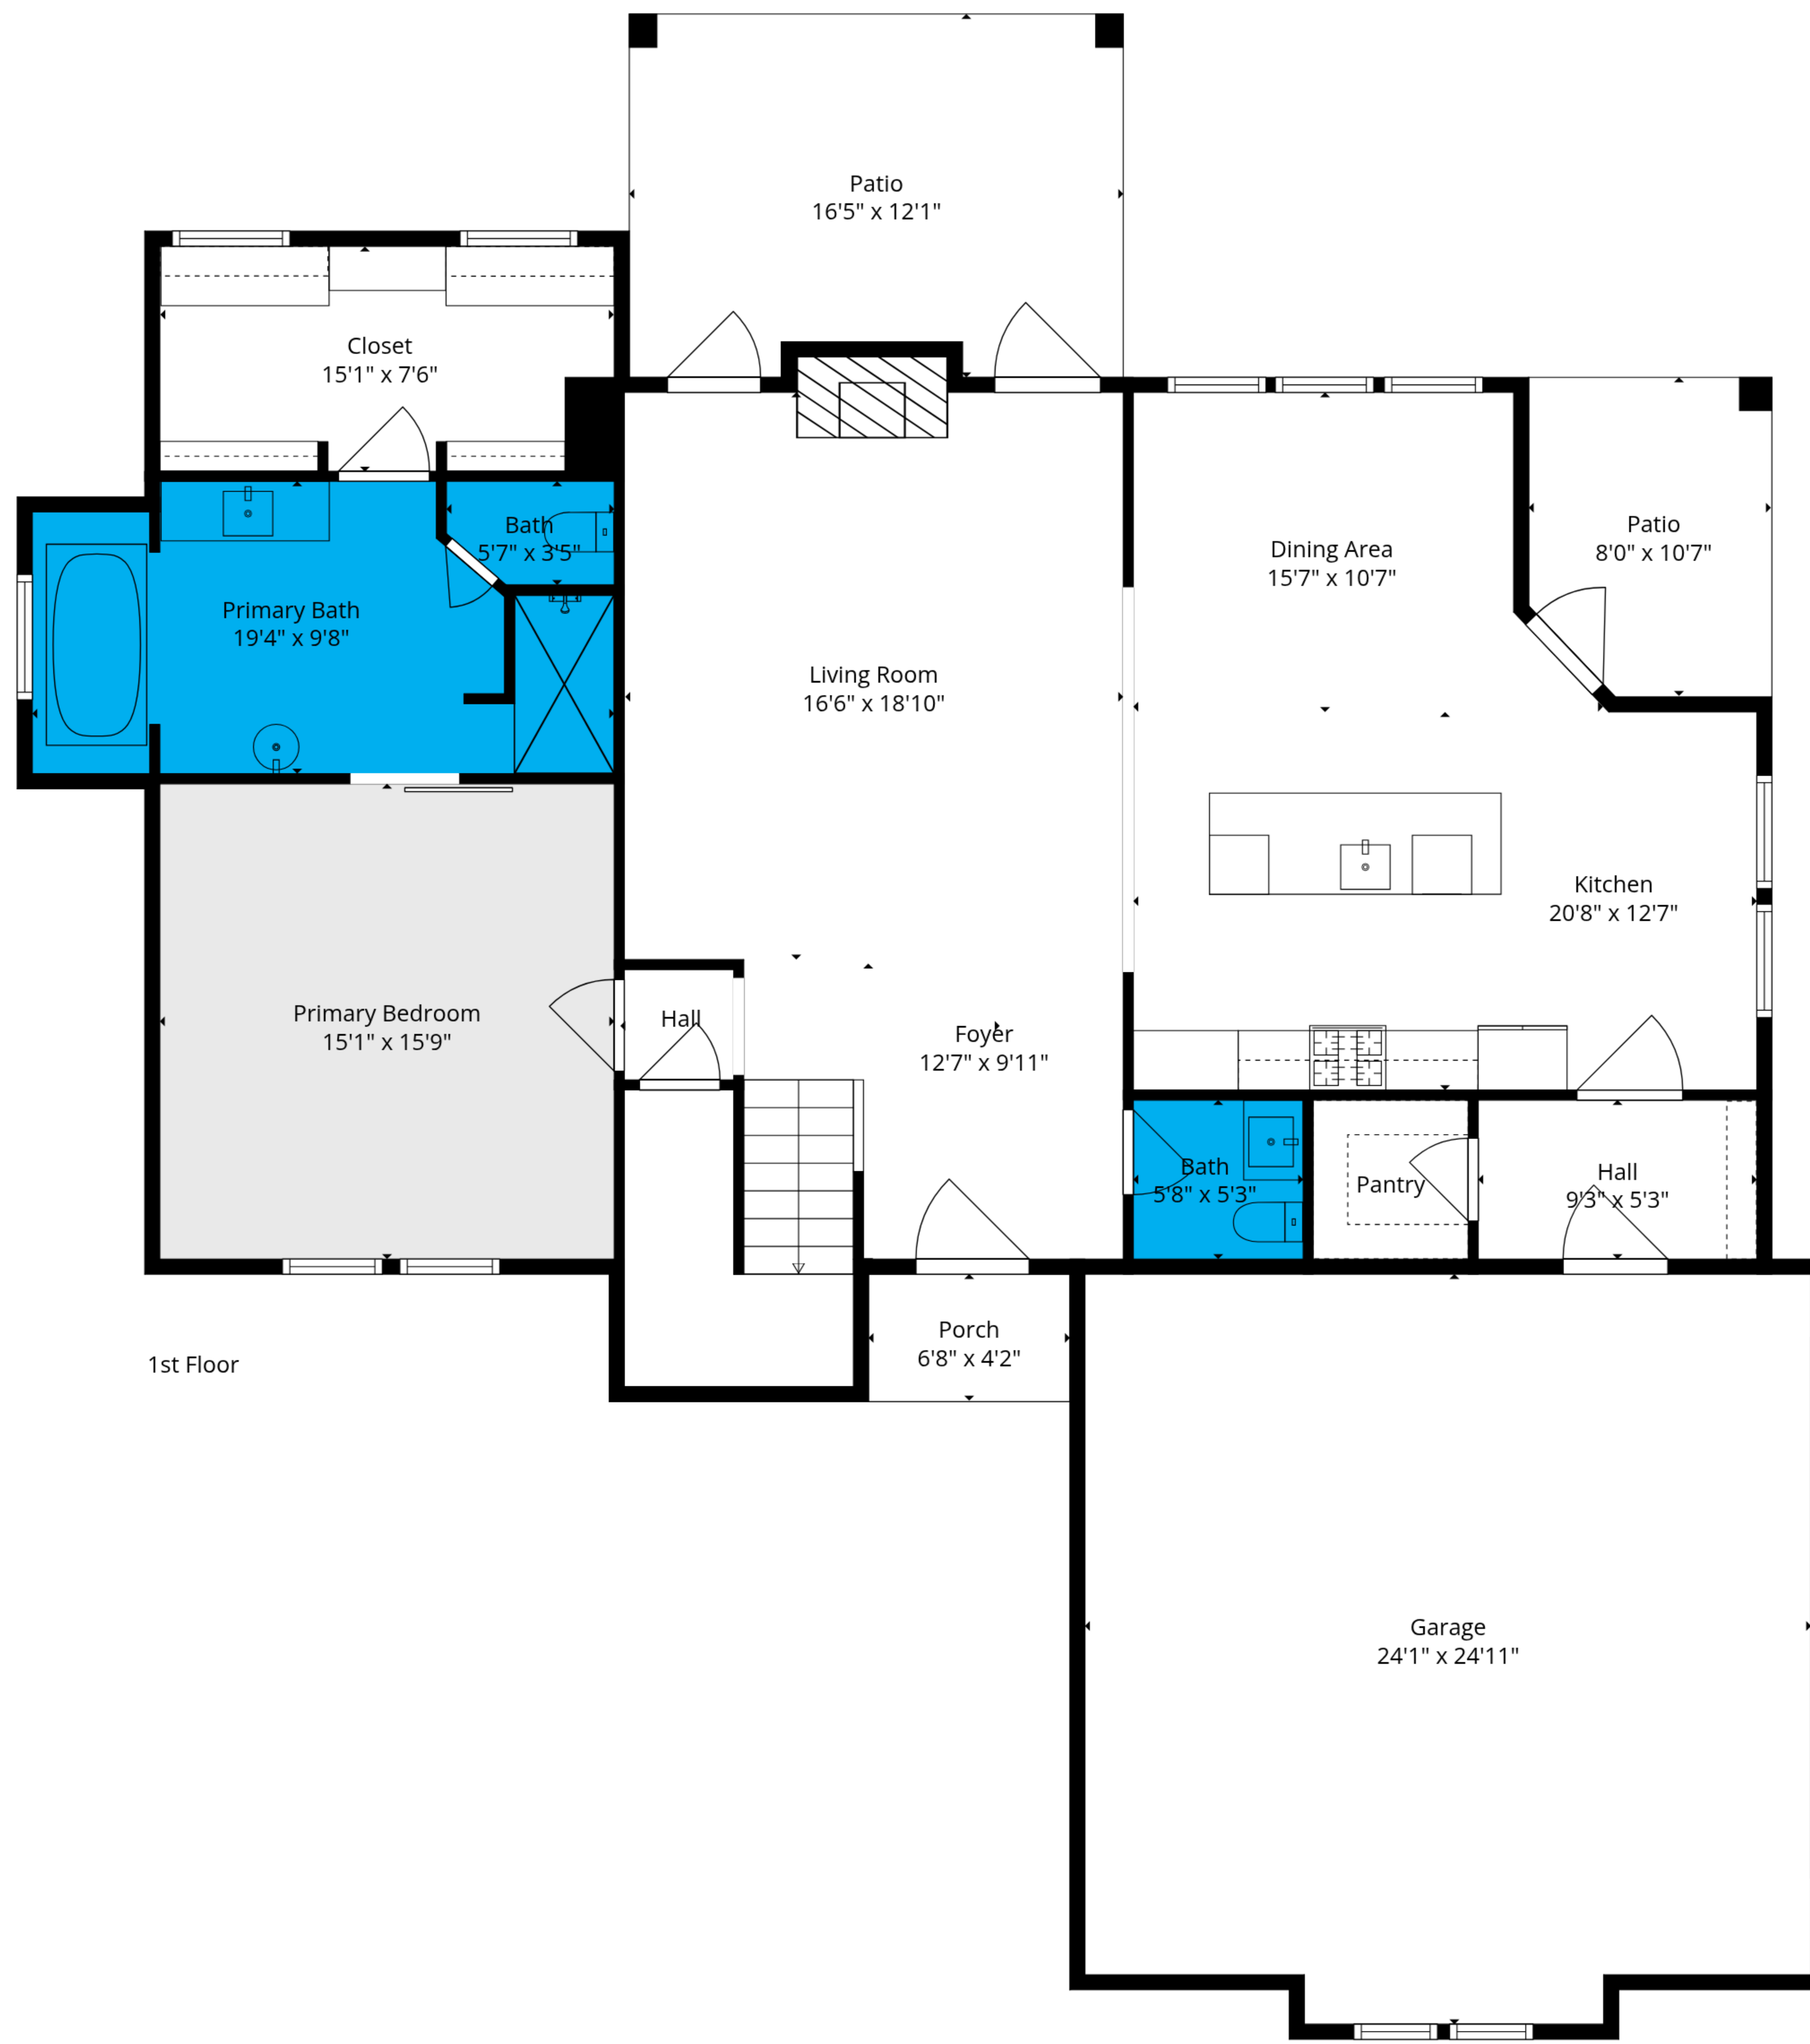 Patio
16'5" x 12'1"
Closet
15'1" x 7'6"
Bath
5'7" x 3'5"
Patio
8'0" x 10'7"
Dining Area
15'7" x 10'7"
Primary Bath
19'4" x 9'8"
Living Room
16'6" x 18'10"
Kitchen
20'8" x 12'7"
Primary Bedroom
15'1" x 15'9"
Hall
Foyer
12'7" x 9'11"
Bath
5'8" x 5'3"
Pantry
Hall
9'3" x 5'3"
Porch
6'8" x 4'2"
1st Floor
Garage
24'1" x 24'11"